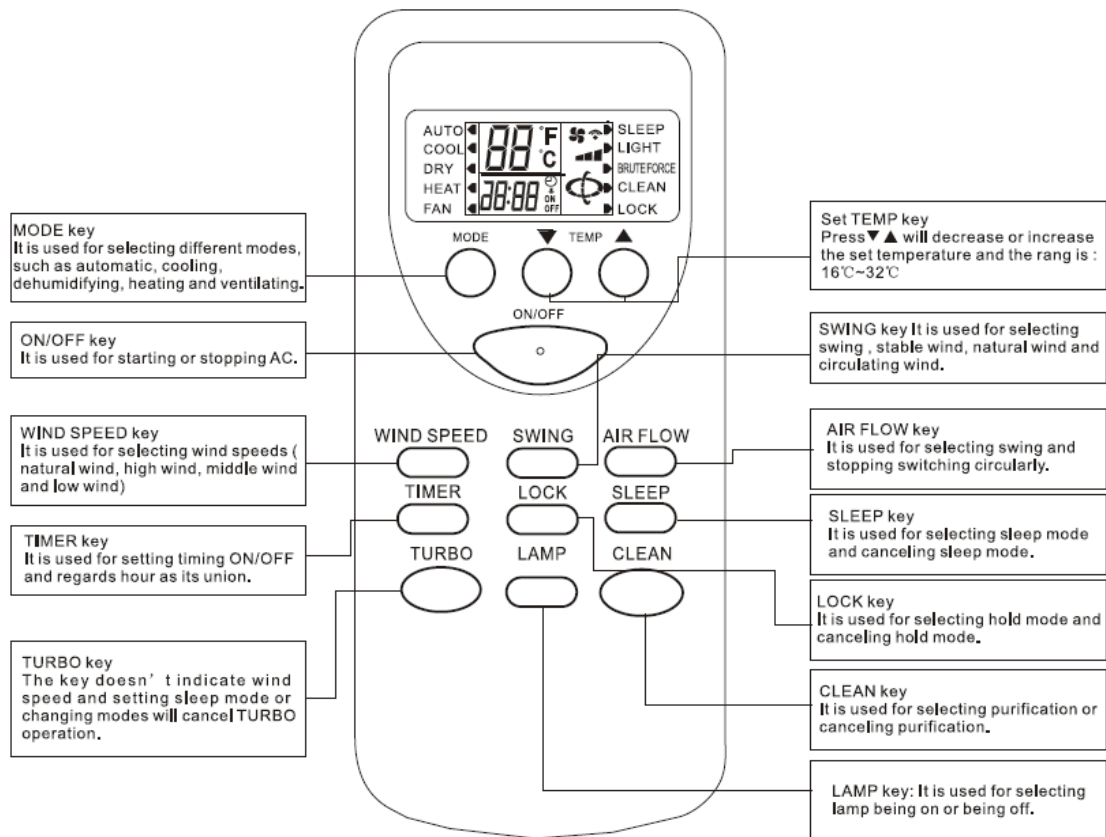 AUTO
COOL
DRY
HEAT
FAN
88 °F
°C
28:88 ON
OFF
SLEEP
LIGHT
BRUTEFORCE
CLEAN
LOCK
MODE ▼ TEMP ▲
ON/OFF
WIND SPEED SWING AIR FLOW
TIMER LOCK SLEEP
TURBO LAMP CLEAN
MODE key
It is used for selecting different modes,
such as automatic, cooling,
dehumidifying, heating and ventilating.
ON/OFF key
It is used for starting or stopping AC.
WIND SPEED key
It is used for selecting wind speeds (
natural wind, high wind, middle wind
and low wind)
TIMER key
It is used for setting timing ON/OFF
and regards hour as its union.
TURBO key
The key doesn't indicate wind
speed and setting sleep mode or
changing modes will cancel TURBO
operation.
Set TEMP key
Press▼ ▲ will decrease or increase
the set temperature and the rang is :
16℃~32℃
SWING key It is used for selecting
swing , stable wind, natural wind and
circulating wind.
AIR FLOW key
It is used for selecting swing and
stopping switching circularly.
SLEEP key
It is used for selecting sleep mode
and canceling sleep mode.
LOCK key
It is used for selecting hold mode and
canceling hold mode.
CLEAN key
It is used for selecting purification or
canceling purification.
LAMP key: It is used for selecting
lamp being on or being off.